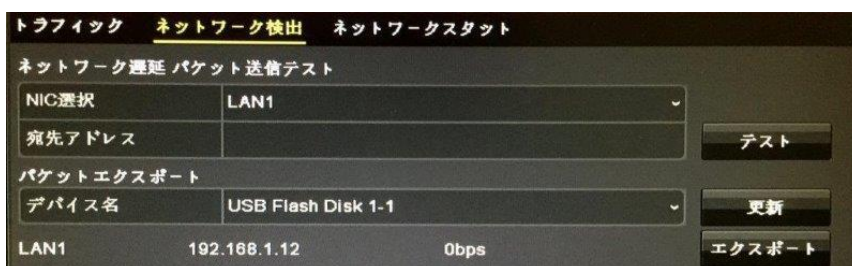 トラフィック ネットワーク検出 ネットワークスタット
ネットワーク遅延 パケット送信テスト
NIC選択 LAN1
宛先アドレス テスト
パケットエクスポート
デバイス名 USB Flash Disk 1-1 更新
LAN1 192.168.1.12 0bps エクスポート